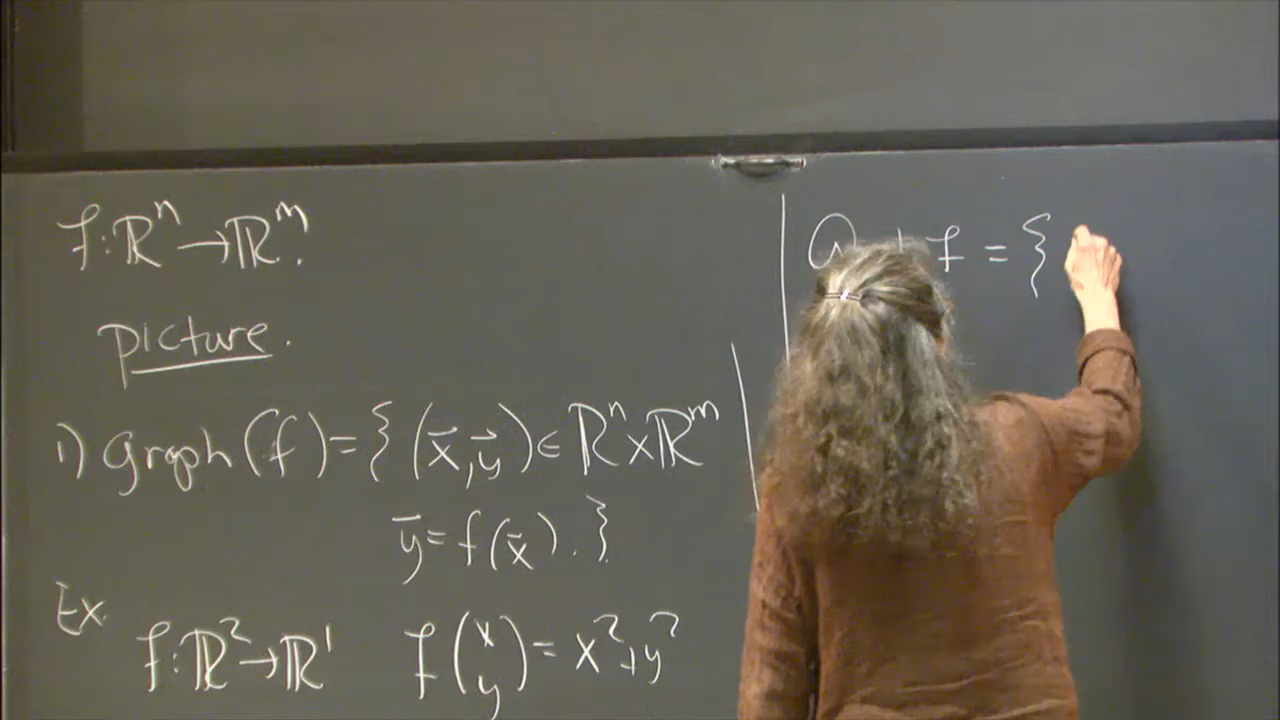 f: ℝⁿ → ℝᵐ.
picture.
1) graph(f) = { (x⃗, y⃗) ∈ ℝⁿ × ℝᵐ
y⃗ = f(x⃗). }
Ex.
f: ℝ² → ℝ¹ f(x y) = x² + y²
f = {